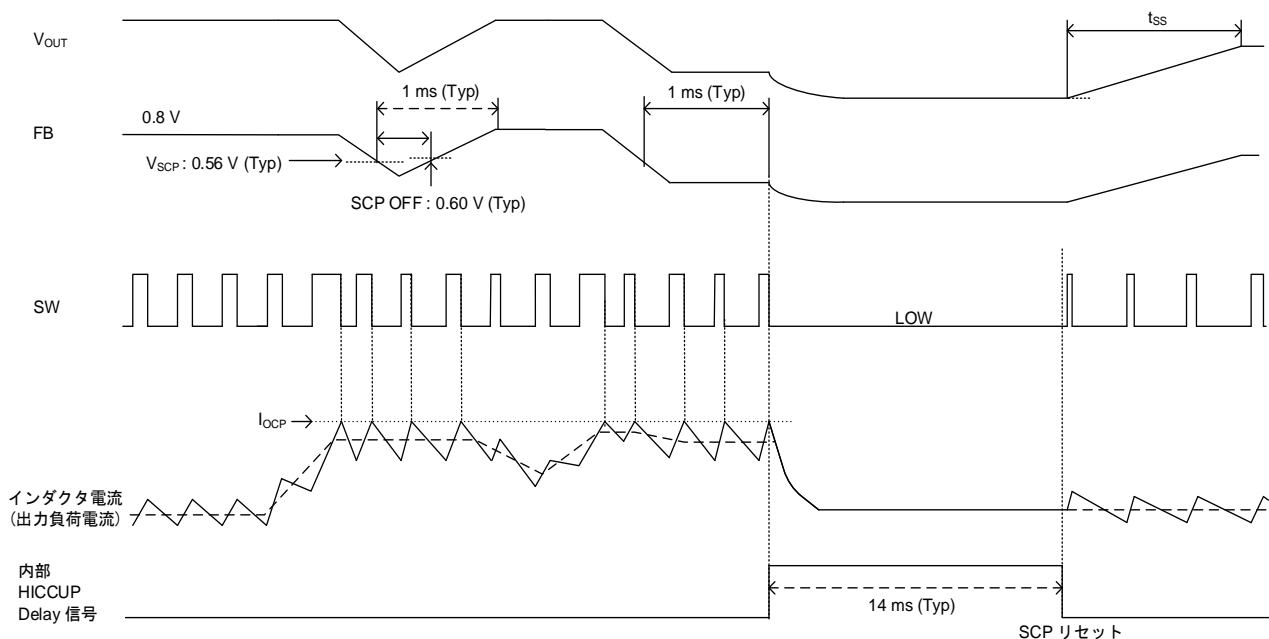 tSS
VOUT
1 ms (Typ)
1 ms (Typ)
0.8 V
FB
VSCP : 0.56 V (Typ)
SCP OFF : 0.60 V (Typ)
SW
LOW
IOCP
インダクタ電流
(出力負荷電流)
内部
HICCUP
Delay 信号
14 ms (Typ)
SCP リセット